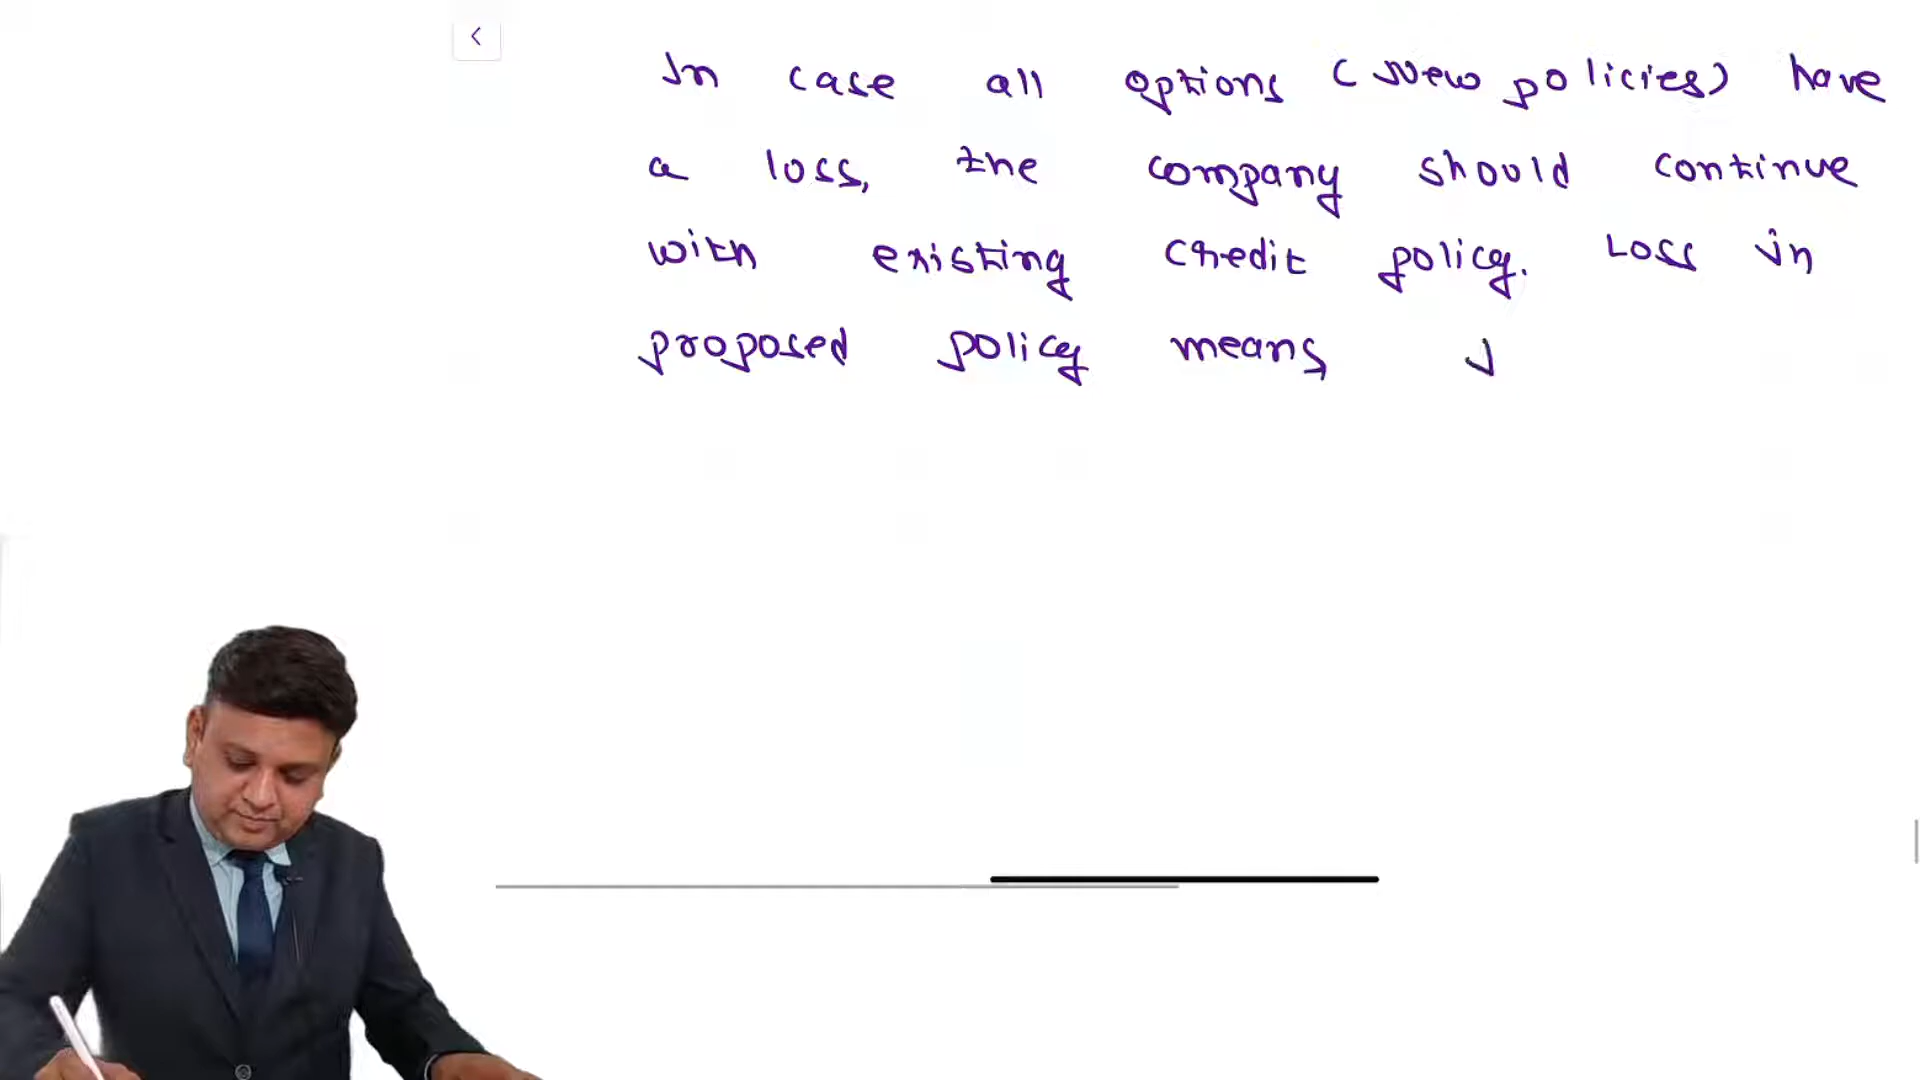 In case all options (New policies) have
a loss, the company should continue
with existing credit policy. Loss in
proposed policy means,